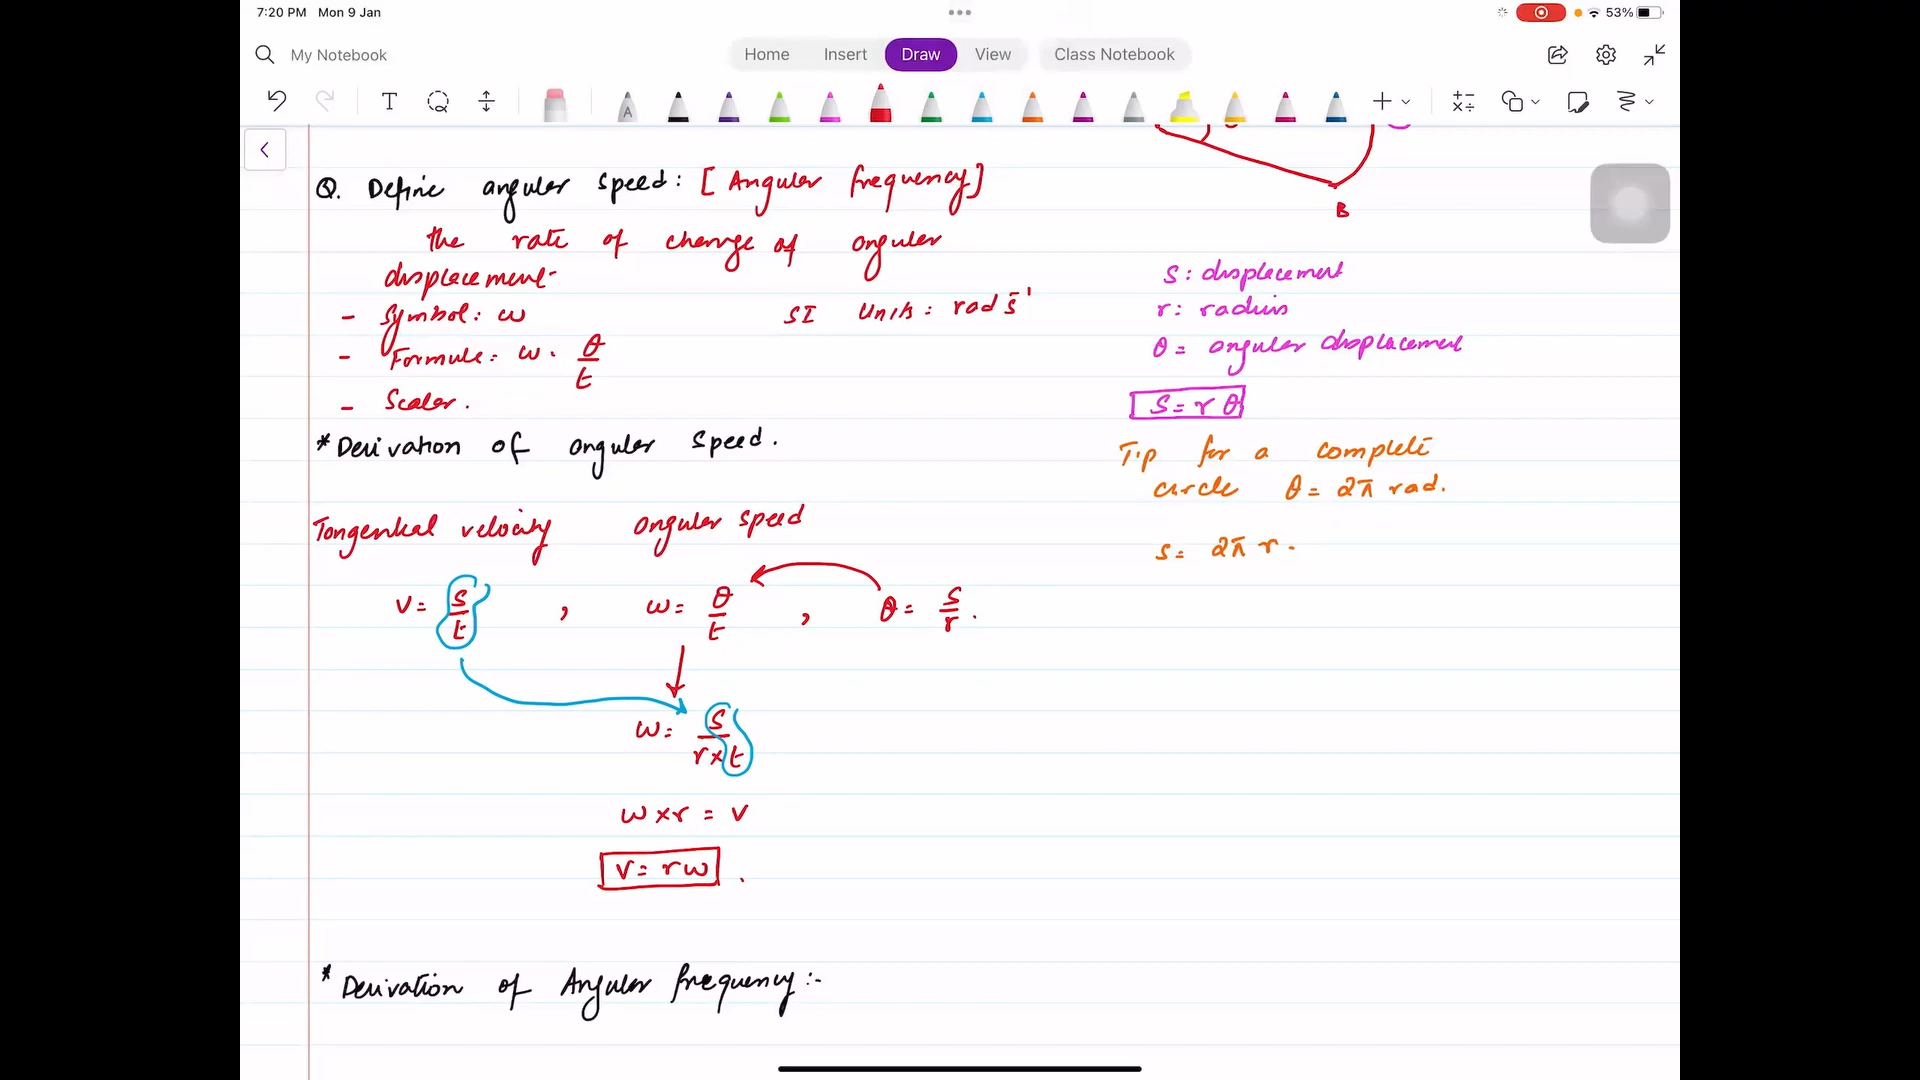 7:20 PM Mon 9 Jan
53%
My Notebook
Home Insert Draw View Class Notebook
T
A
B
Q. Define angular speed: [Angular frequency]
the rate of change of angular
displacement
- Symbol: ω SI Units: rad s⁻¹
- Formula: ω = θ/t
- Scalar.
s: displacement
r: radius
θ = angular displacement
S = r θ
Tip for a complete
circle θ = 2π rad.
s = 2π r.
*Derivation of angular speed.
Tangential velocity angular speed
v = s/t , ω = θ/t , θ = s/r.
ω = s/r×t
ω×r = v
v = rω.
*Derivation of Angular frequency:-